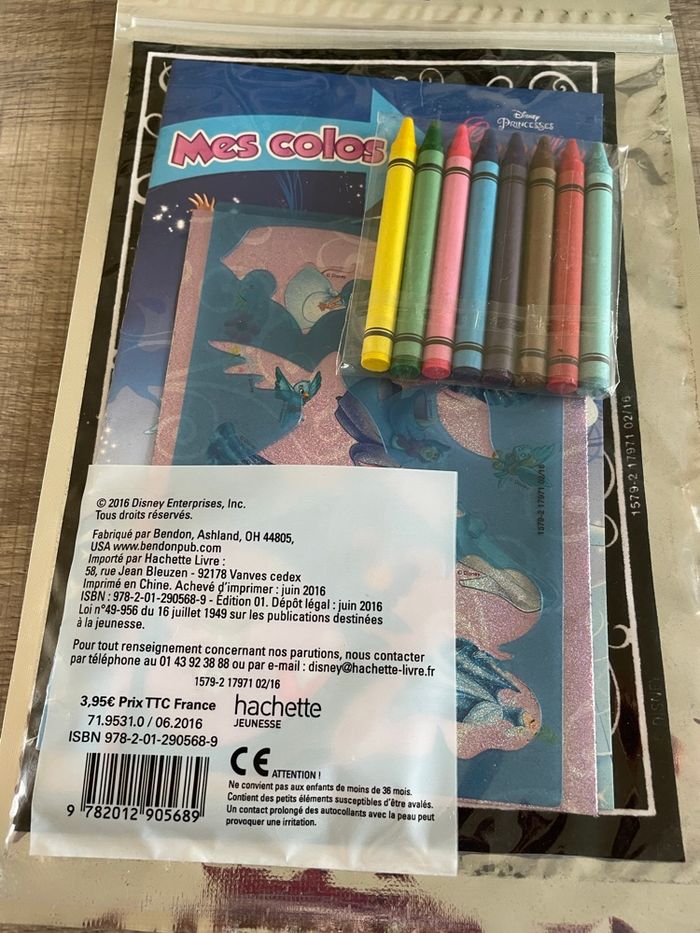 Disney
PRINCESSES
Mes colos
© Disney
© Disney
1579-2 17971 02/16
1579-2 17971 02/16
© 2016 Disney Enterprises, Inc.
Tous droits réservés.
Fabriqué par Bendon, Ashland, OH 44805,
USA www.bendonpub.com
Importé par Hachette Livre :
58, rue Jean Bleuzen - 92178 Vanves cedex
Imprimé en Chine. Achevé d'imprimer : juin 2016
ISBN : 978-2-01-290568-9 - Édition 01. Dépôt légal : juin 2016
Loi n°49-956 du 16 juillet 1949 sur les publications destinées
à la jeunesse.
Pour tout renseignement concernant nos parutions, nous contacter
par téléphone au 01 43 92 38 88 ou par e-mail : disney@hachette-livre.fr
1579-2 17971 02/16
3,95€ Prix TTC France
71.9531.0 / 06.2016
ISBN 978-2-01-290568-9
hachette
JEUNESSE
CE ATTENTION !
Ne convient pas aux enfants de moins de 36 mois.
Contient des petits éléments susceptibles d'être avalés.
Un contact prolongé des autocollants avec la peau peut
provoquer une irritation.
9 782012 905689